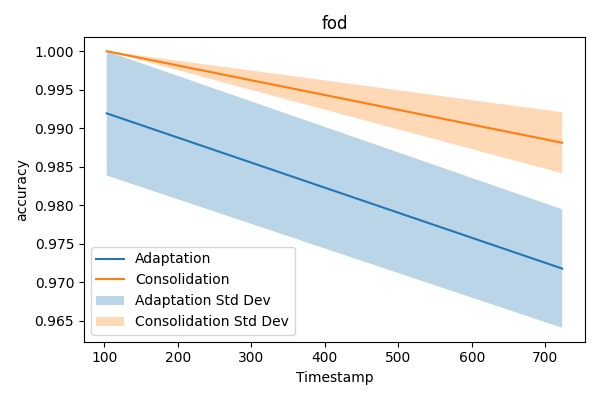 fod
1.000
0.995
0.990
0.985
0.980
0.975
0.970
0.965
accuracy
Adaptation
Consolidation
Adaptation Std Dev
Consolidation Std Dev
100 200 300 400 500 600 700
Timestamp